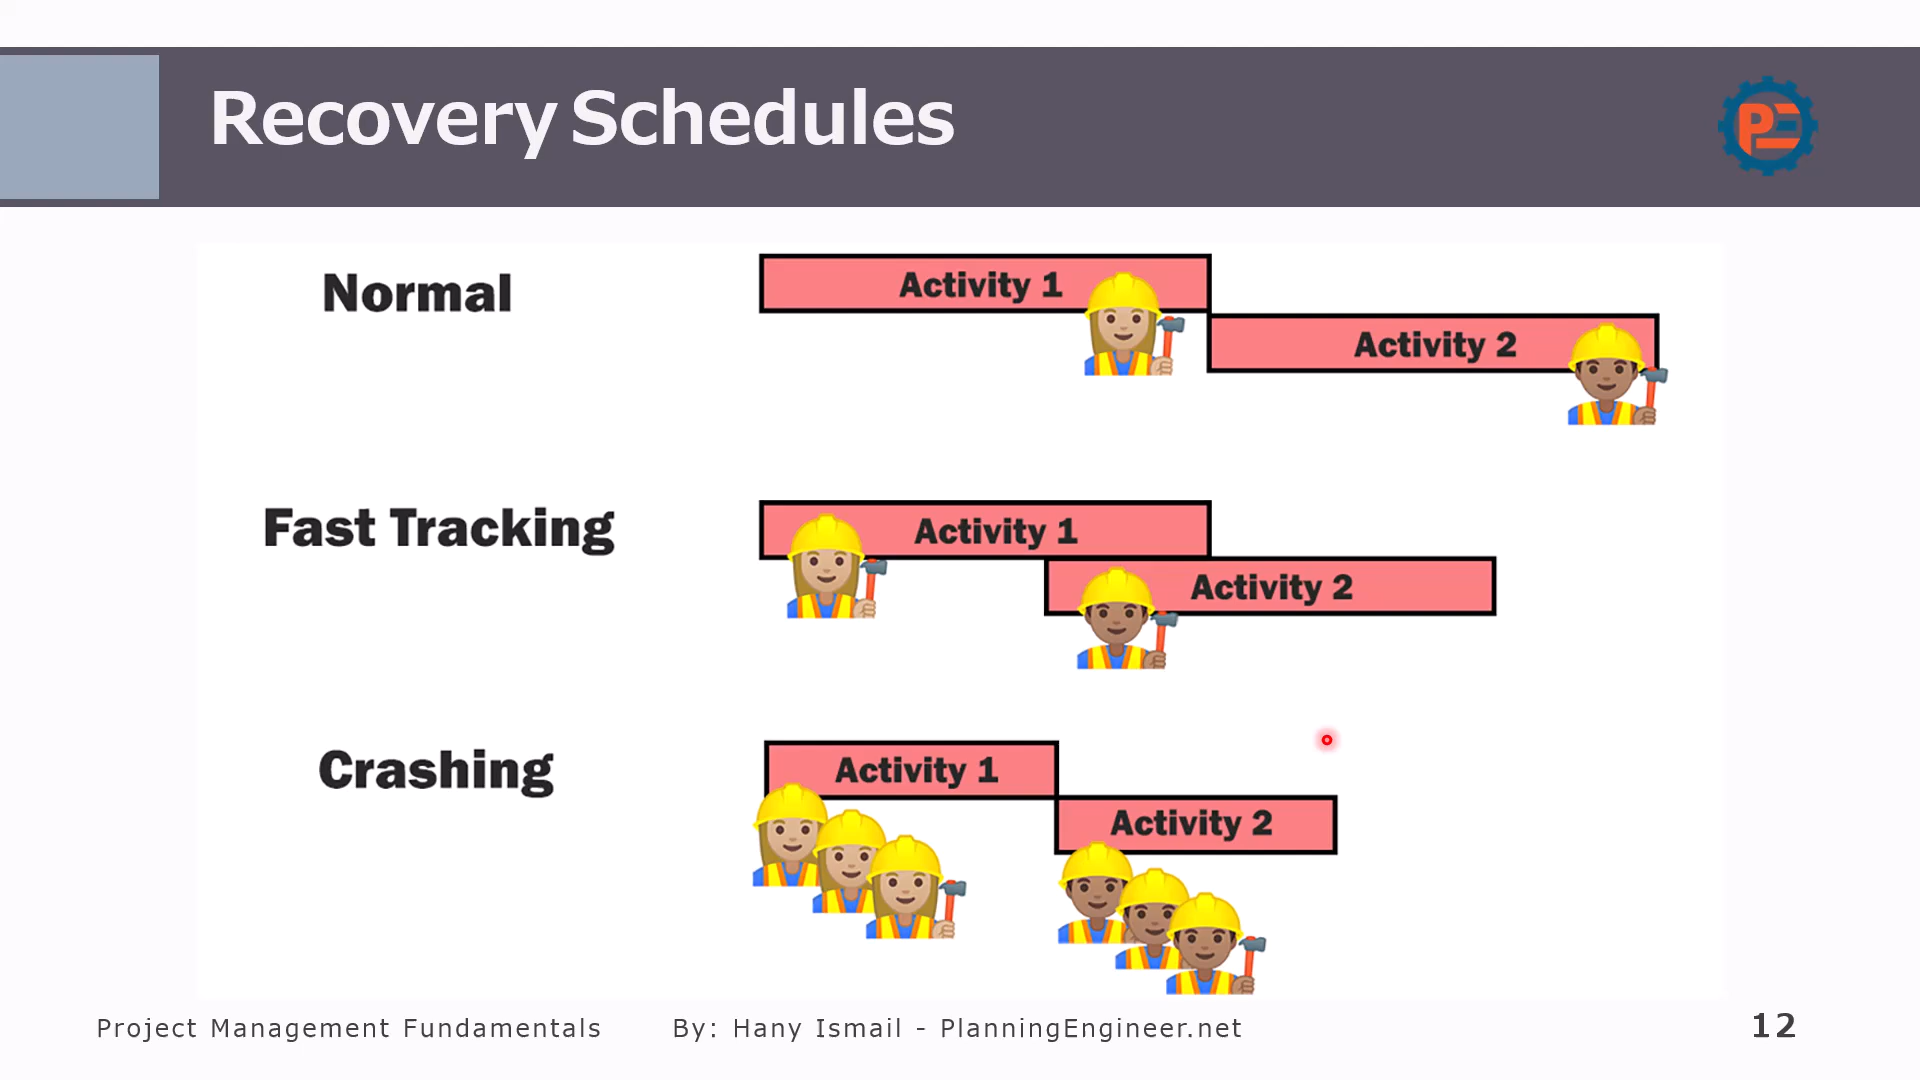 Recovery Schedules
PE
Normal
Activity 1
Activity 2
Fast Tracking
Activity 1
Activity 2
Crashing
Activity 1
Activity 2
Project Management Fundamentals
By: Hany Ismail - PlanningEngineer.net
12